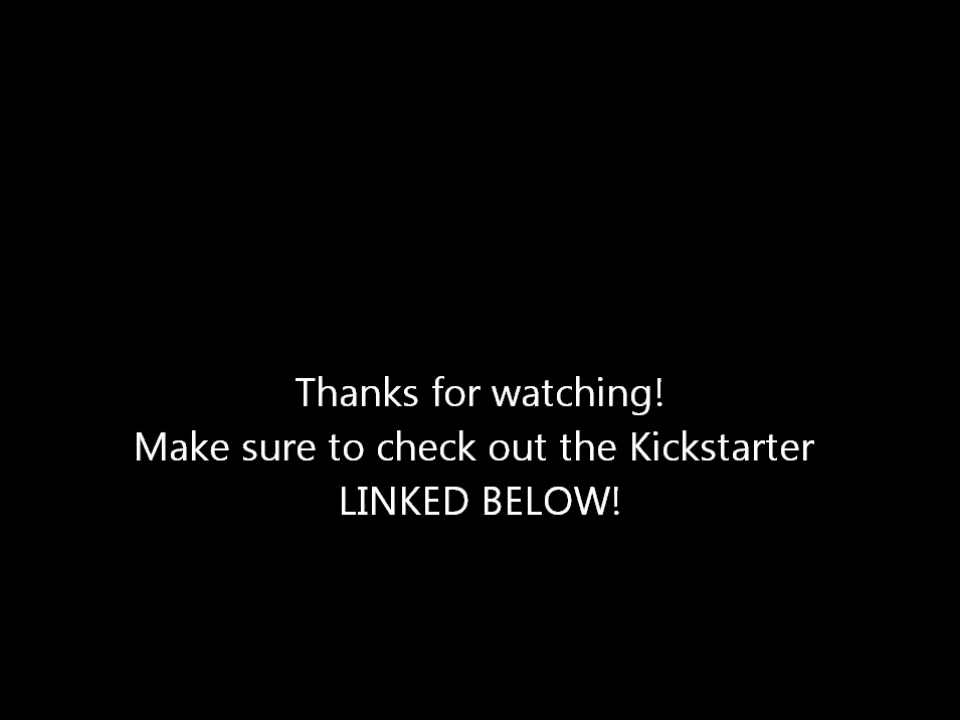 Thanks for watching!
Make sure to check out the Kickstarter
LINKED BELOW!